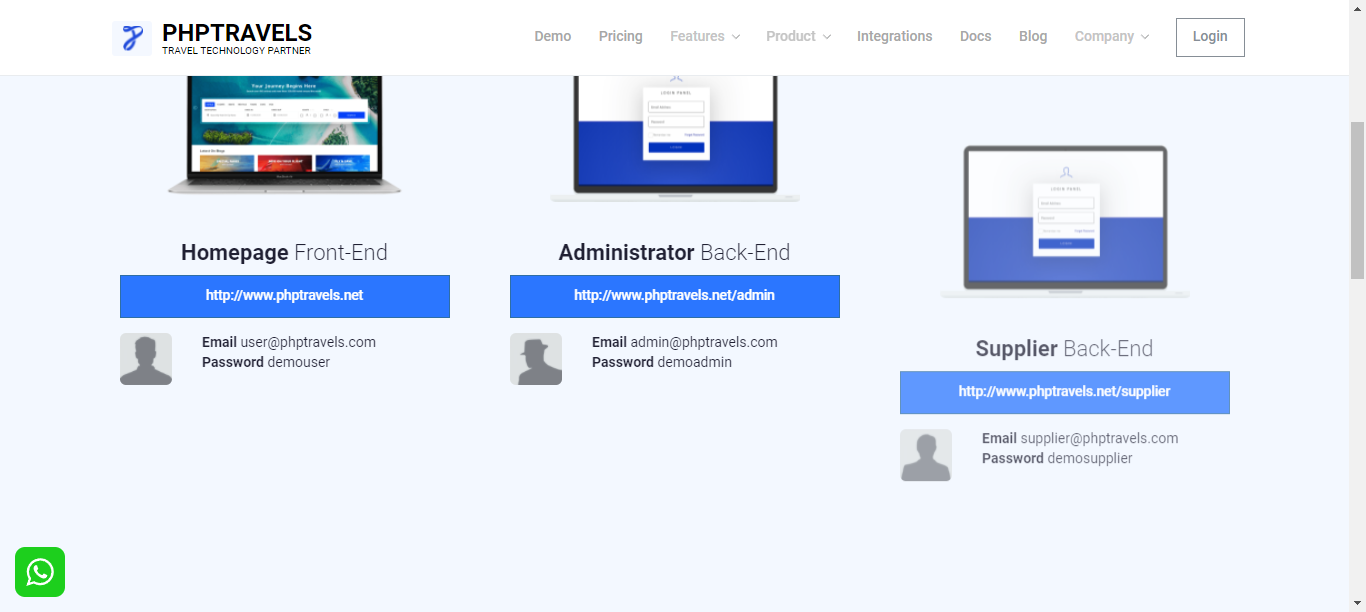 PHPTRAVELS
TRAVEL TECHNOLOGY PARTNER
Demo Pricing Features Product Integrations Docs Blog Company Login
Your Journey Begins Here
LOGIN PANEL
Email Address
Password
LOGIN PANEL
Homepage Front-End
http://www.phptravels.net
Email user@phptravels.com
Password demouser
Administrator Back-End
http://www.phptravels.net/admin
Email admin@phptravels.com
Password demoadmin
Supplier Back-End
http://www.phptravels.net/supplier
Email supplier@phptravels.com
Password demosupplier